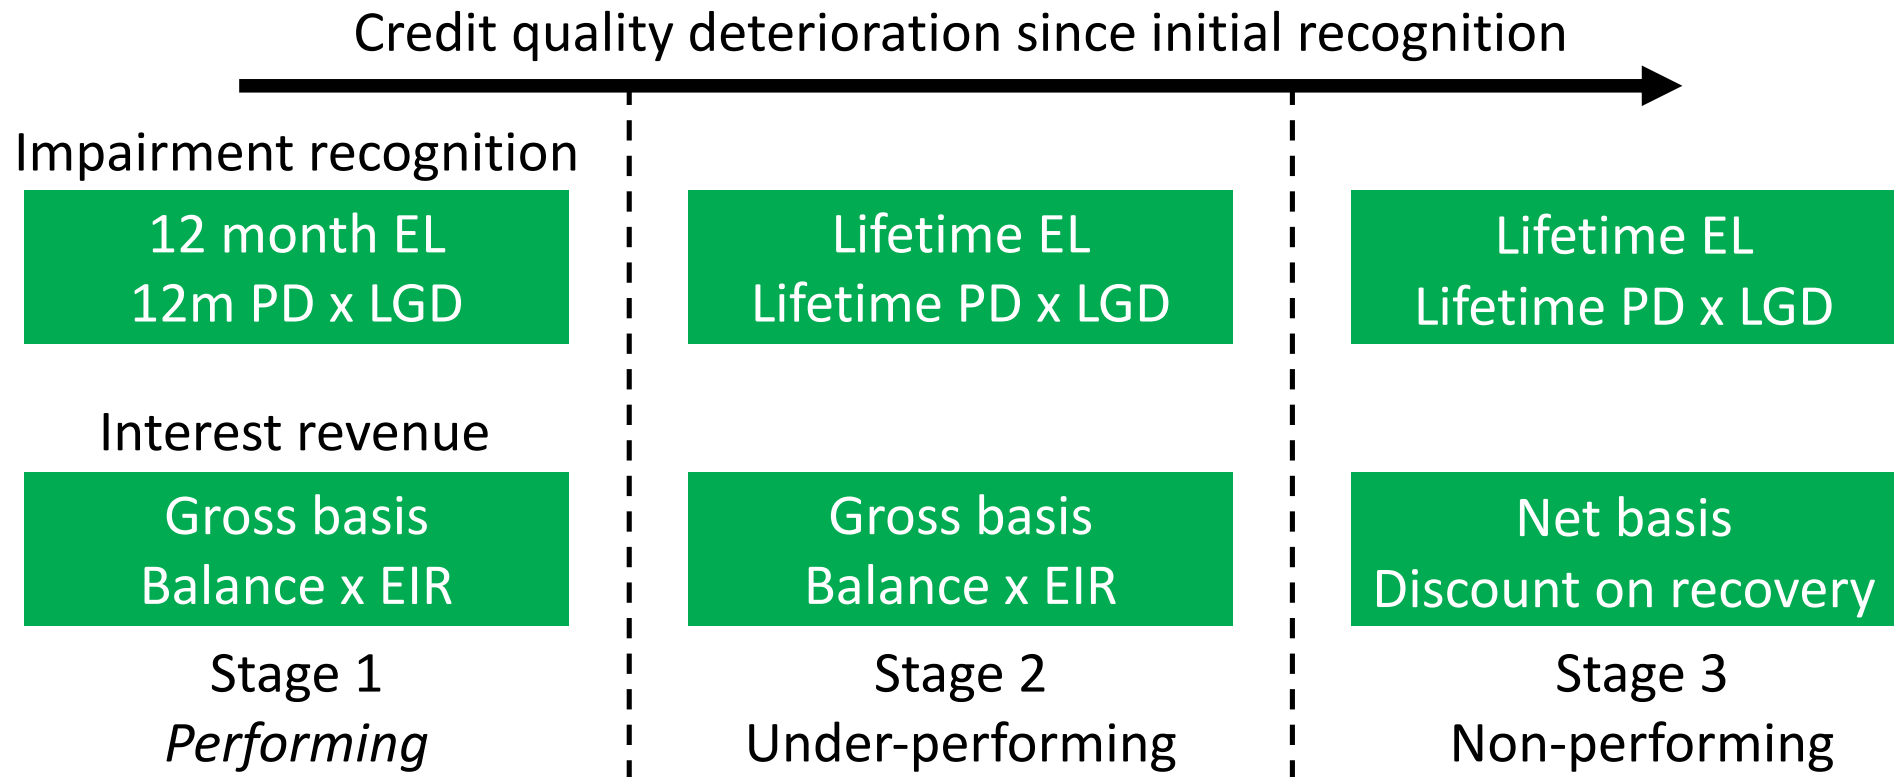 Credit quality deterioration since initial recognition
Impairment recognition
12 month EL
12m PD x LGD
Lifetime EL
Lifetime PD x LGD
Lifetime EL
Lifetime PD x LGD
Interest revenue
Gross basis
Balance x EIR
Gross basis
Balance x EIR
Net basis
Discount on recovery
Stage 1
Performing
Stage 2
Under-performing
Stage 3
Non-performing